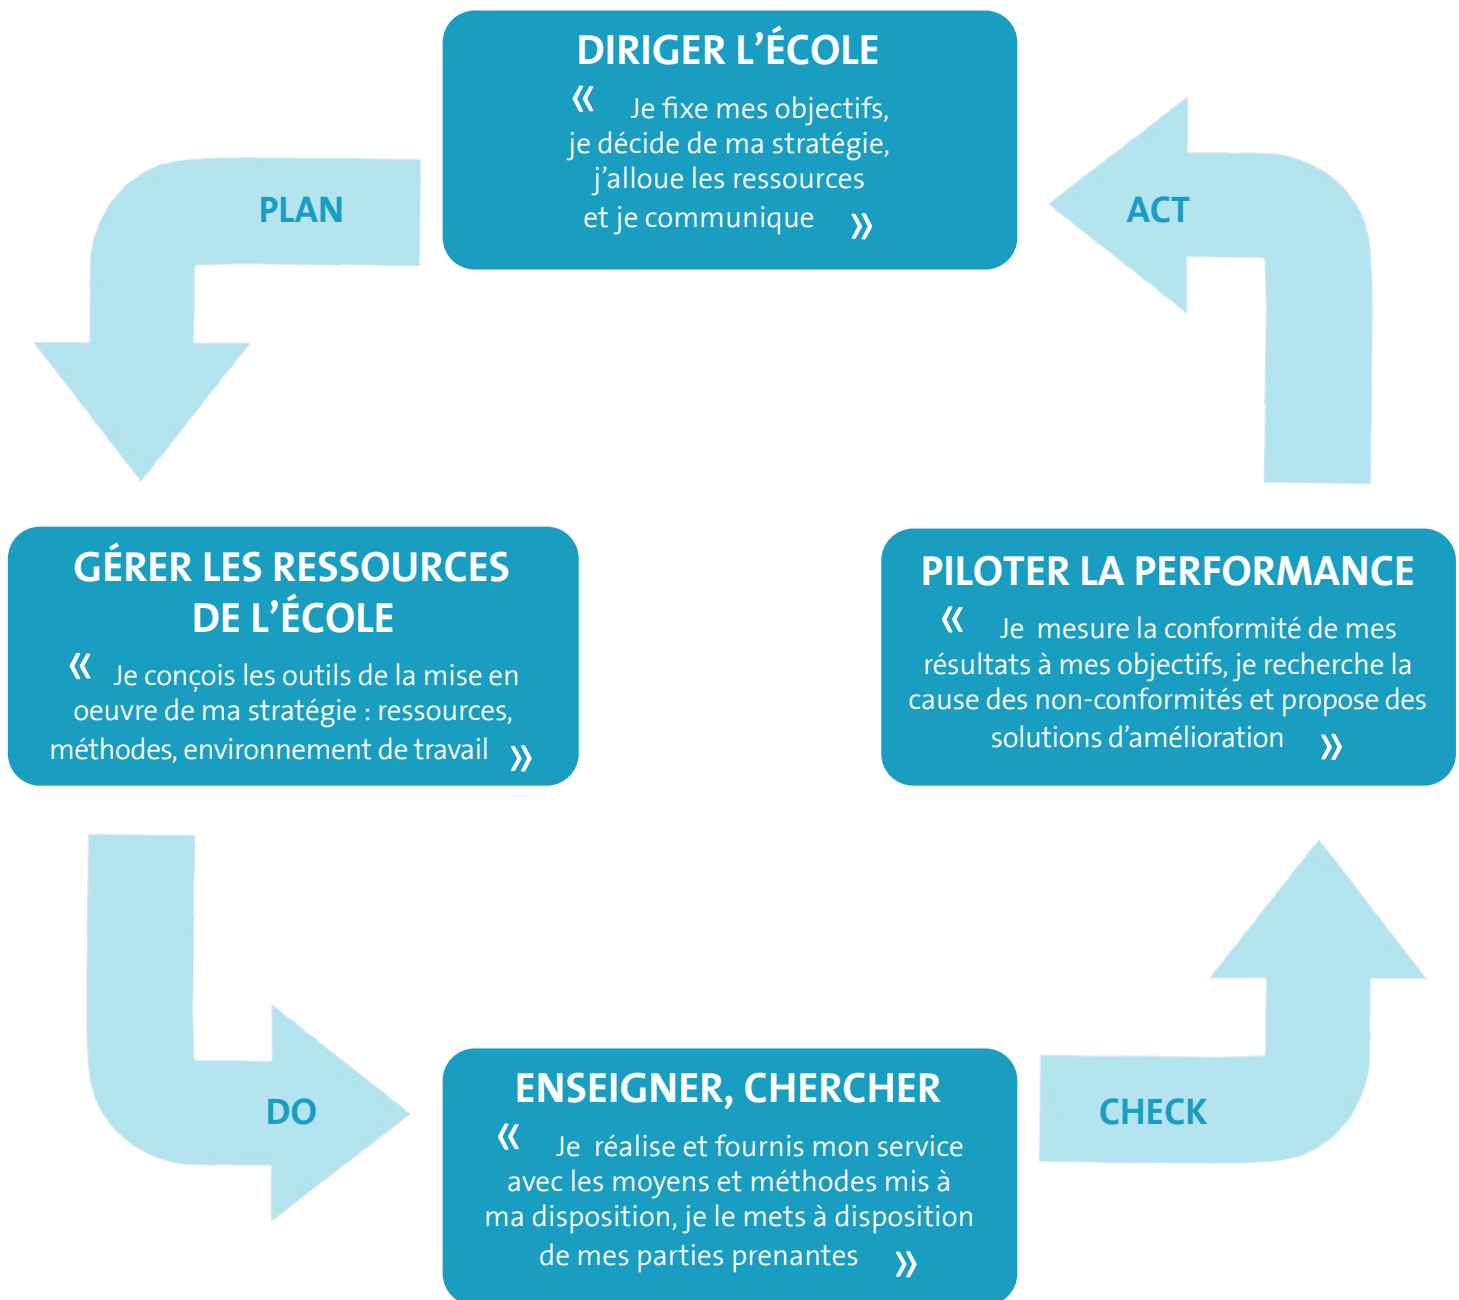 DIRIGER L’ÉCOLE
« Je fixe mes objectifs,
je décide de ma stratégie,
j’alloue les ressources
et je communique »
PLAN
ACT
GÉRER LES RESSOURCES
DE L’ÉCOLE
« Je conçois les outils de la mise en
oeuvre de ma stratégie : ressources,
méthodes, environnement de travail »
PILOTER LA PERFORMANCE
« Je mesure la conformité de mes
résultats à mes objectifs, je recherche la
cause des non-conformités et propose des
solutions d’amélioration »
DO
CHECK
ENSEIGNER, CHERCHER
« Je réalise et fournis mon service
avec les moyens et méthodes mis à
ma disposition, je le mets à disposition
de mes parties prenantes »